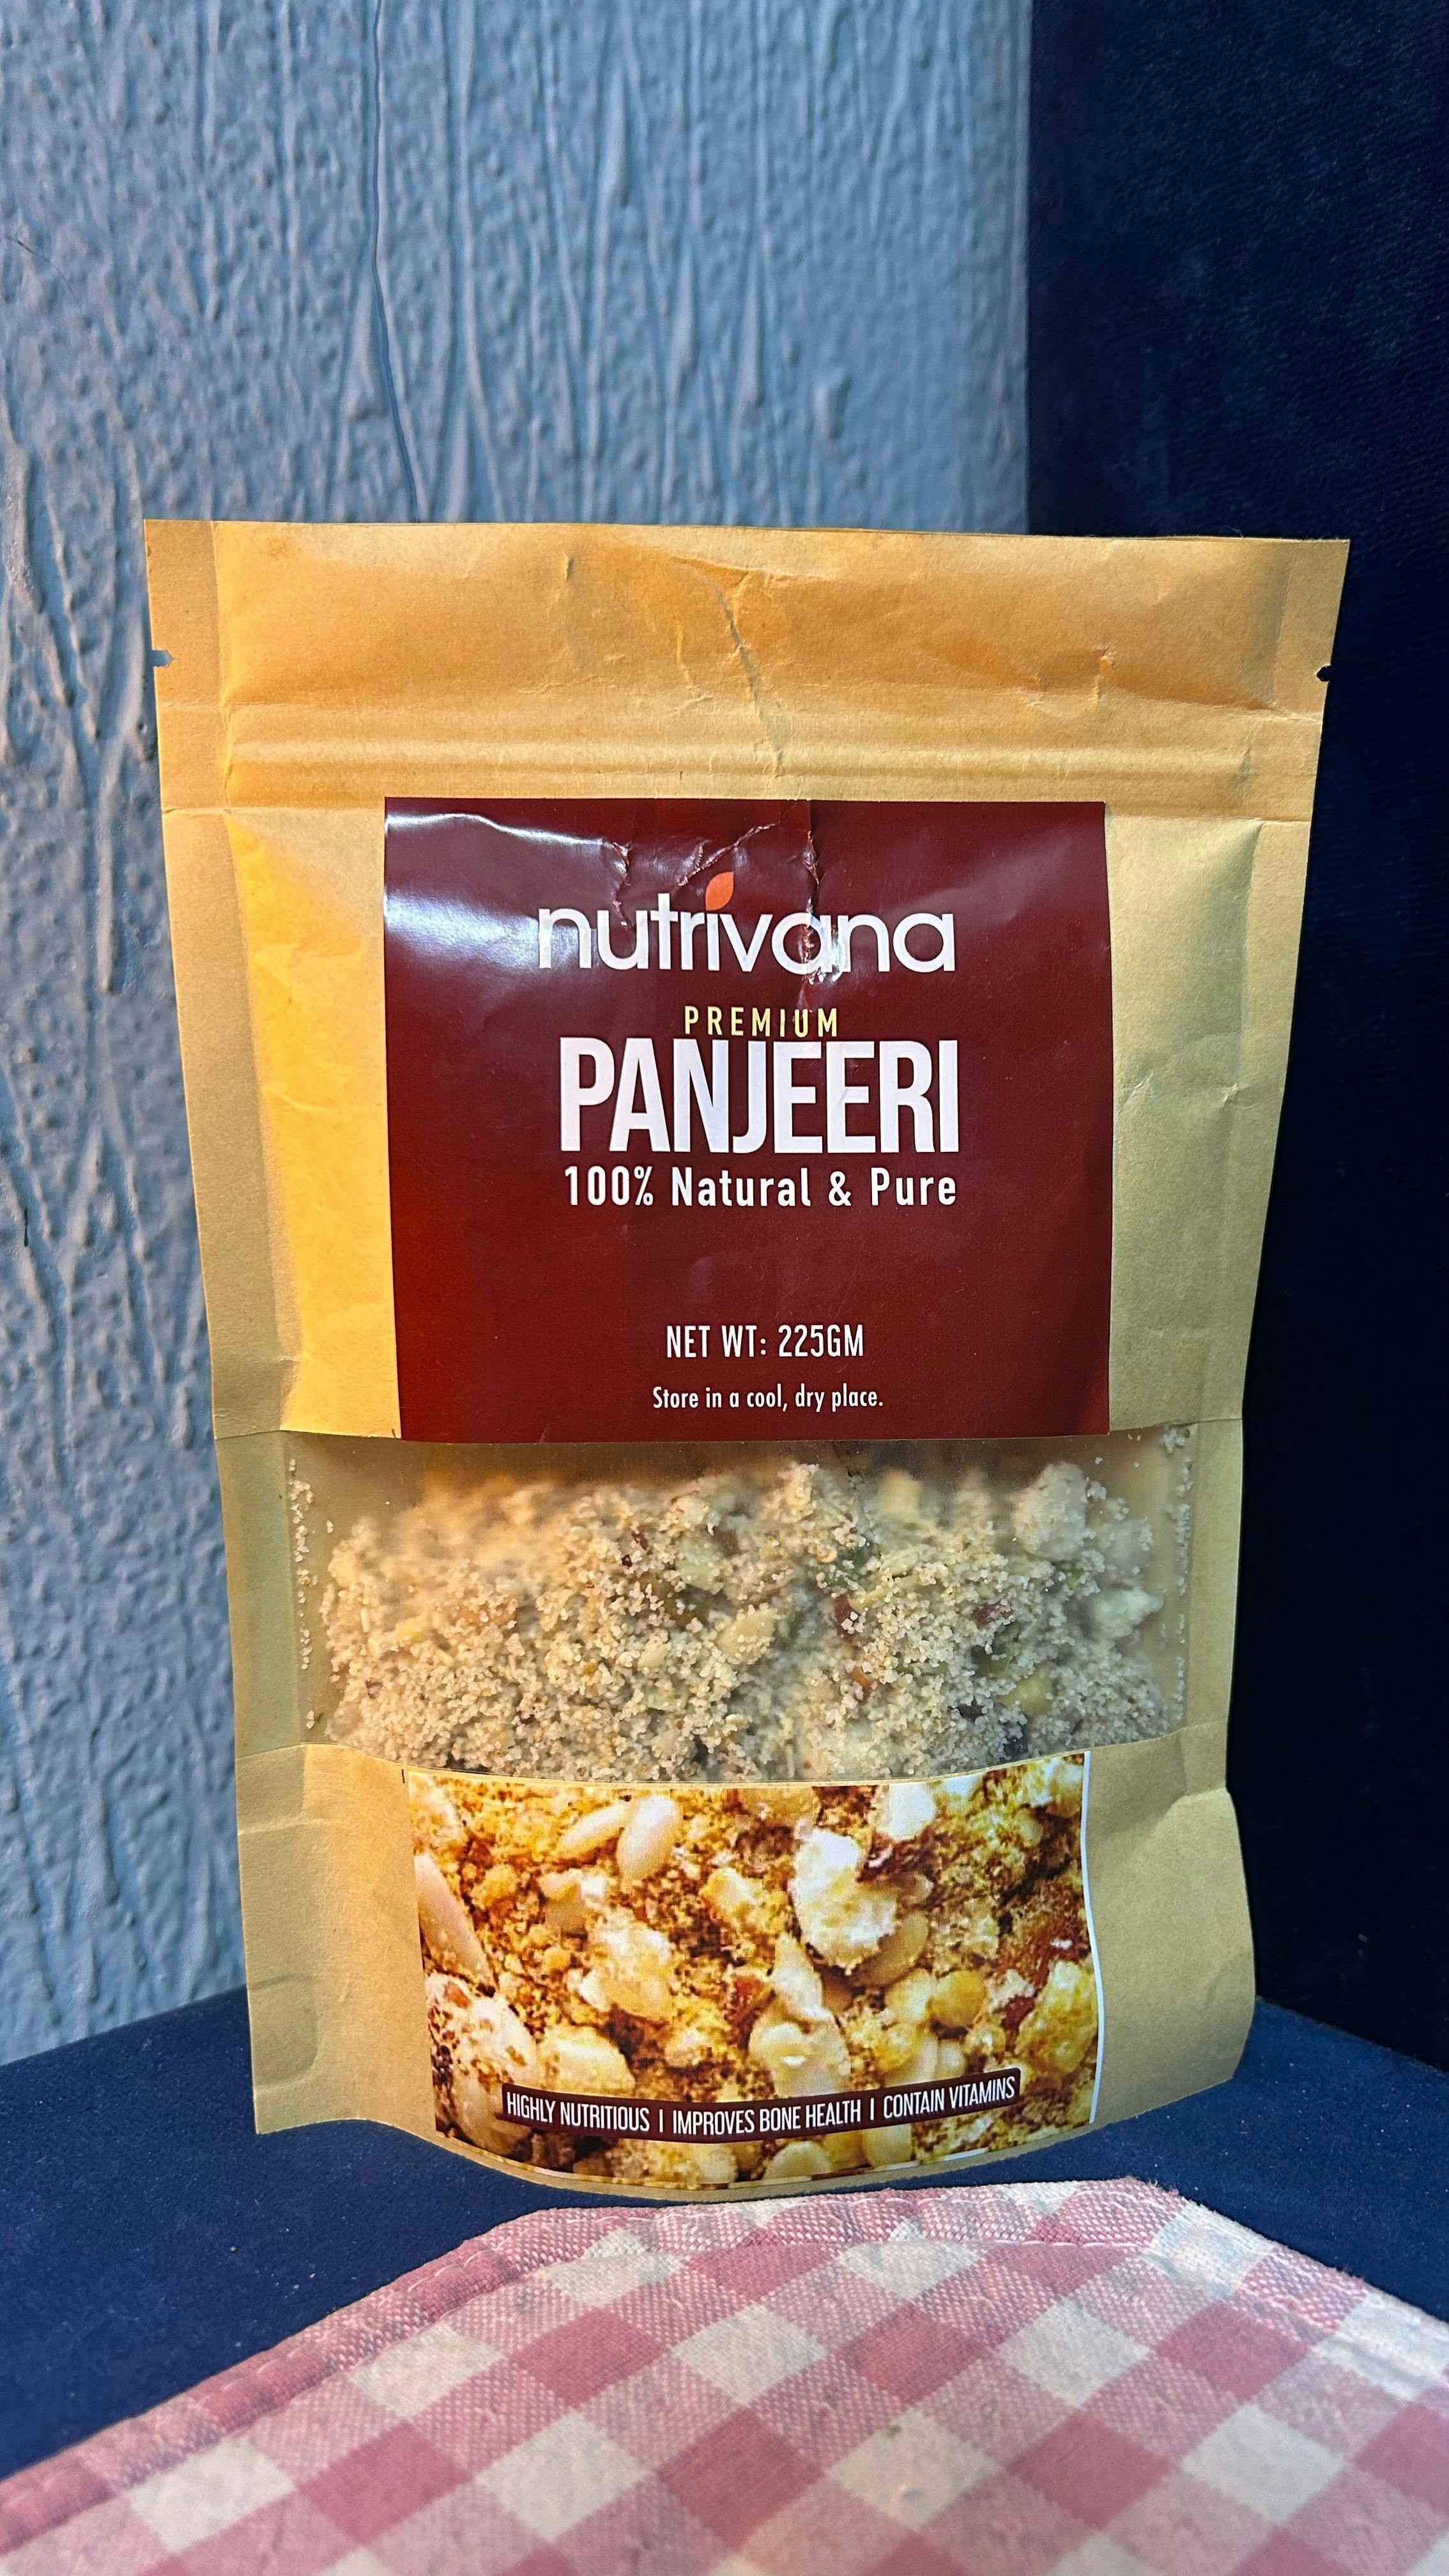 nutrivana
PREMIUM
PANJEERI
100% Natural & Pure
NET WT: 225GM
Store in a cool, dry place.
HIGHLY NUTRITIOUS | IMPROVES BONE HEALTH | CONTAIN VITAMINS